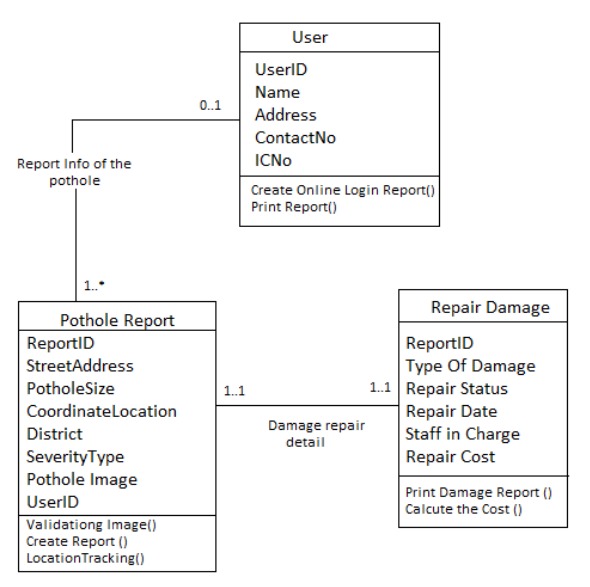 User
UserID
Name
Address
ContactNo
ICNo
Create Online Login Report()
Print Report()
0..1
Report Info of the
pothole
1..*
Pothole Report
ReportID
StreetAddress
PotholeSize
CoordinateLocation
District
SeverityType
Pothole Image
UserID
Validationg Image()
Create Report ()
LocationTracking()
1..1
Damage repair
detail
1..1
Repair Damage
ReportID
Type Of Damage
Repair Status
Repair Date
Staff in Charge
Repair Cost
Print Damage Report ()
Calcute the Cost ()